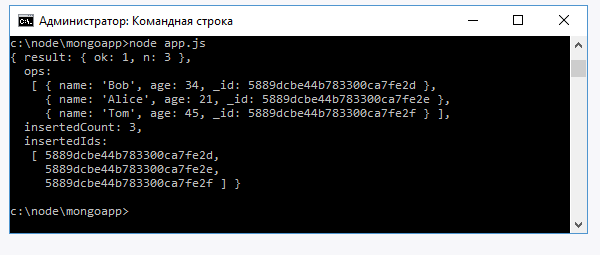 Администратор: Командная строка
c:\node\mongoapp>node app.js
{ result: { ok: 1, n: 3 },
  ops:
   [ { name: 'Bob', age: 34, _id: 5889dcbe44b783300ca7fe2d },
     { name: 'Alice', age: 21, _id: 5889dcbe44b783300ca7fe2e },
     { name: 'Tom', age: 45, _id: 5889dcbe44b783300ca7fe2f } ],
  insertedCount: 3,
  insertedIds:
   [ 5889dcbe44b783300ca7fe2d,
     5889dcbe44b783300ca7fe2e,
     5889dcbe44b783300ca7fe2f ] }
c:\node\mongoapp>